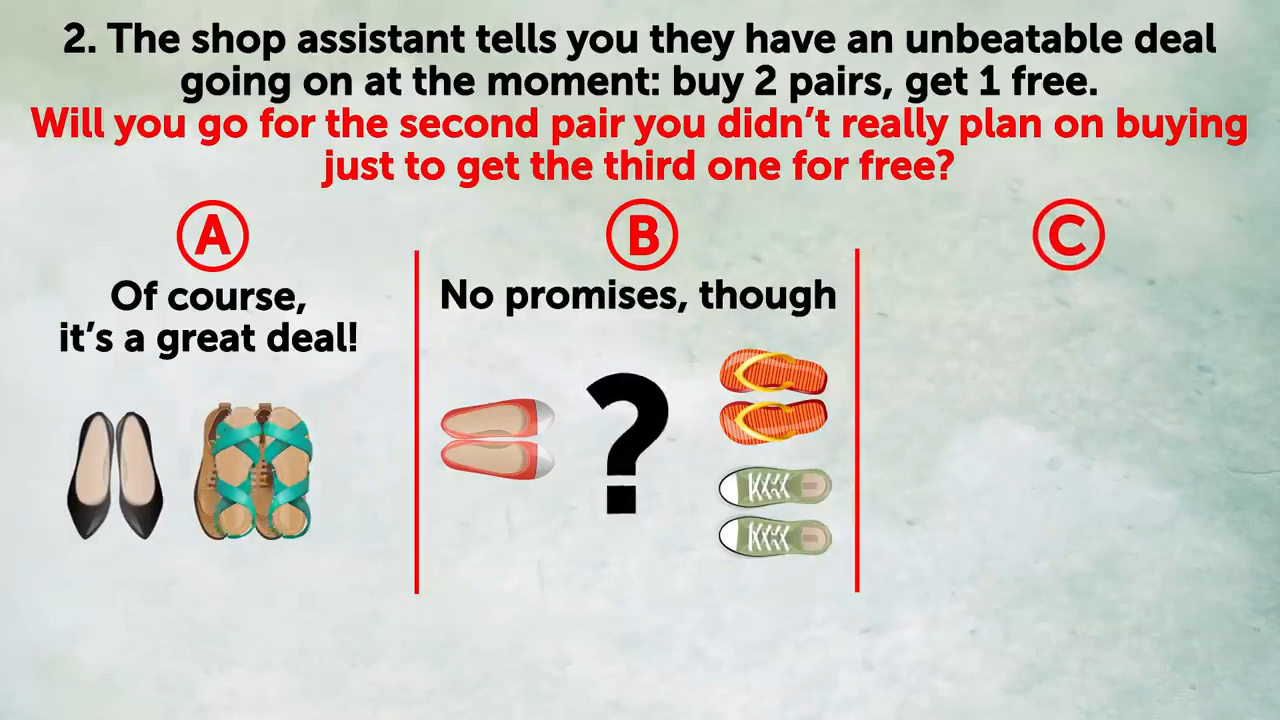 2. The shop assistant tells you they have an unbeatable deal
going on at the moment: buy 2 pairs, get 1 free.
Will you go for the second pair you didn't really plan on buying
just to get the third one for free?
A
Of course,
it's a great deal!
B
No promises, though
?
C